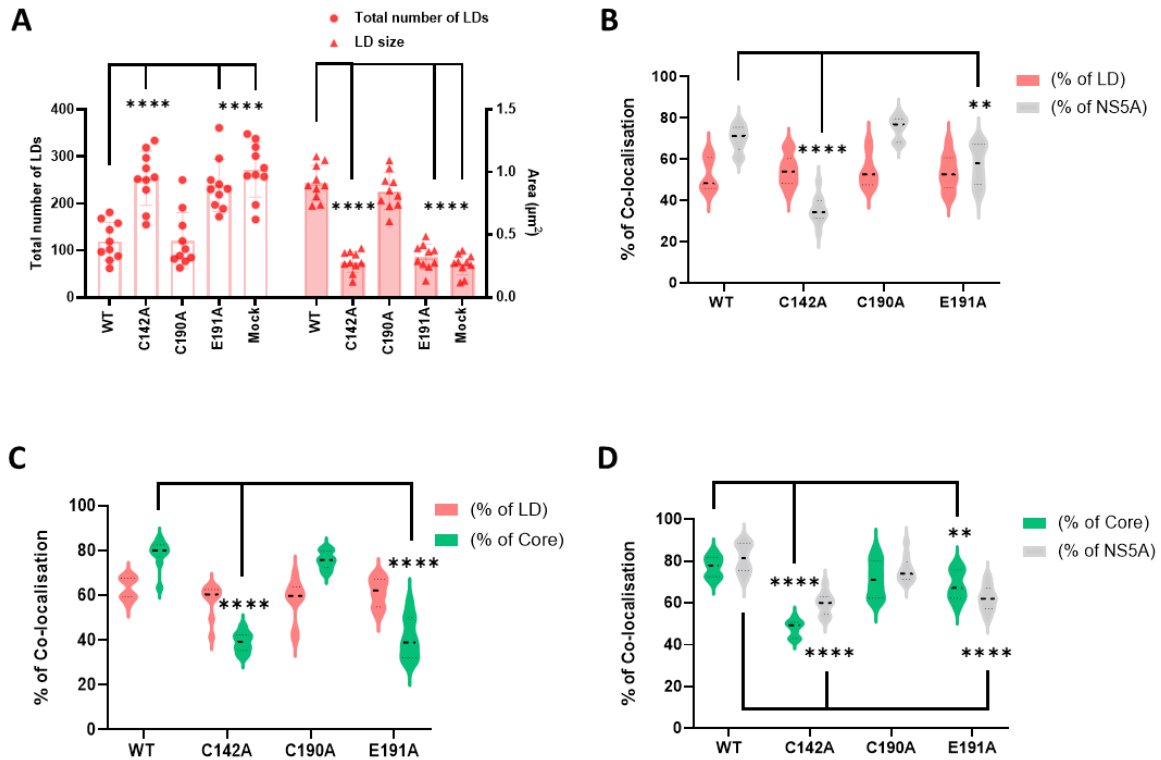 A
Total number of LDs
LD size
**** **** **** ****
Total number of LDs
400
300
200
100
0
1.5
1.0
0.5
0.0
Area (µm²)
WT
C142A
C190A
E191A
Mock
WT
C142A
C190A
E191A
Mock
B
(% of LD)
(% of NS5A)
% of Co-localisation
100
80
60
40
20
0
****
**
WT C142A C190A E191A
C
(% of LD)
(% of Core)
% of Co-localisation
100
80
60
40
20
0
****
****
WT C142A C190A E191A
D
(% of Core)
(% of NS5A)
% of Co-localisation
100
80
60
40
20
0
**
****
****
****
WT C142A C190A E191A